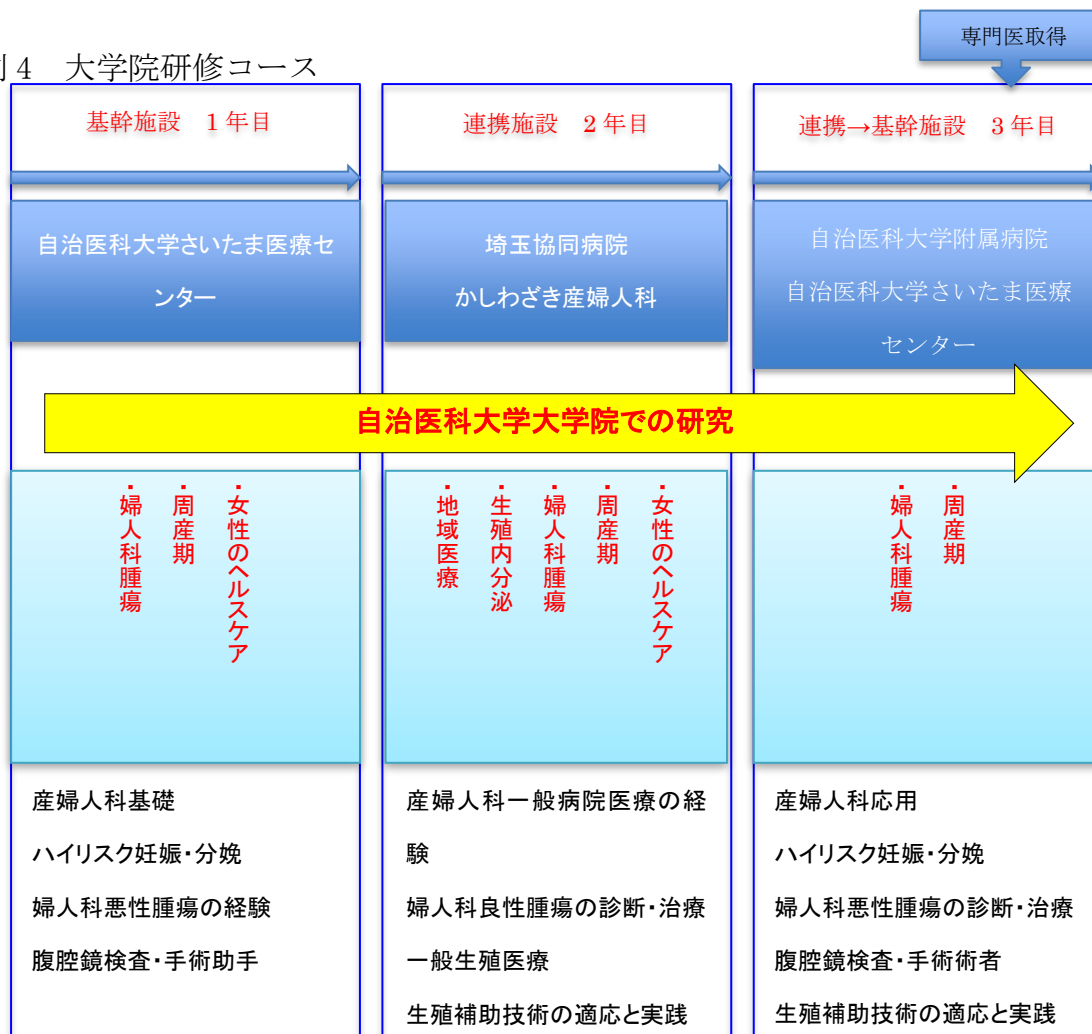 専門医取得
例4 大学院研修コース
基幹施設 1年目
自治医科大学さいたま医療セ
ンター
連携施設 2年目
埼玉協同病院
かしわざき産婦人科
連携→基幹施設 3年目
自治医科大学附属病院
自治医科大学さいたま医療
センター
自治医科大学大学院での研究
・女性のヘルスケア
・周産期
・婦人科腫瘍
・女性のヘルスケア
・周産期
・婦人科腫瘍
・生殖内分泌
・地域医療
・周産期
・婦人科腫瘍
産婦人科基礎
ハイリスク妊娠・分娩
婦人科悪性腫瘍の経験
腹腔鏡検査・手術助手
産婦人科一般病院医療の経
験
婦人科良性腫瘍の診断・治療
一般生殖医療
生殖補助技術の適応と実践
産婦人科応用
ハイリスク妊娠・分娩
婦人科悪性腫瘍の診断・治療
腹腔鏡検査・手術術者
生殖補助技術の適応と実践